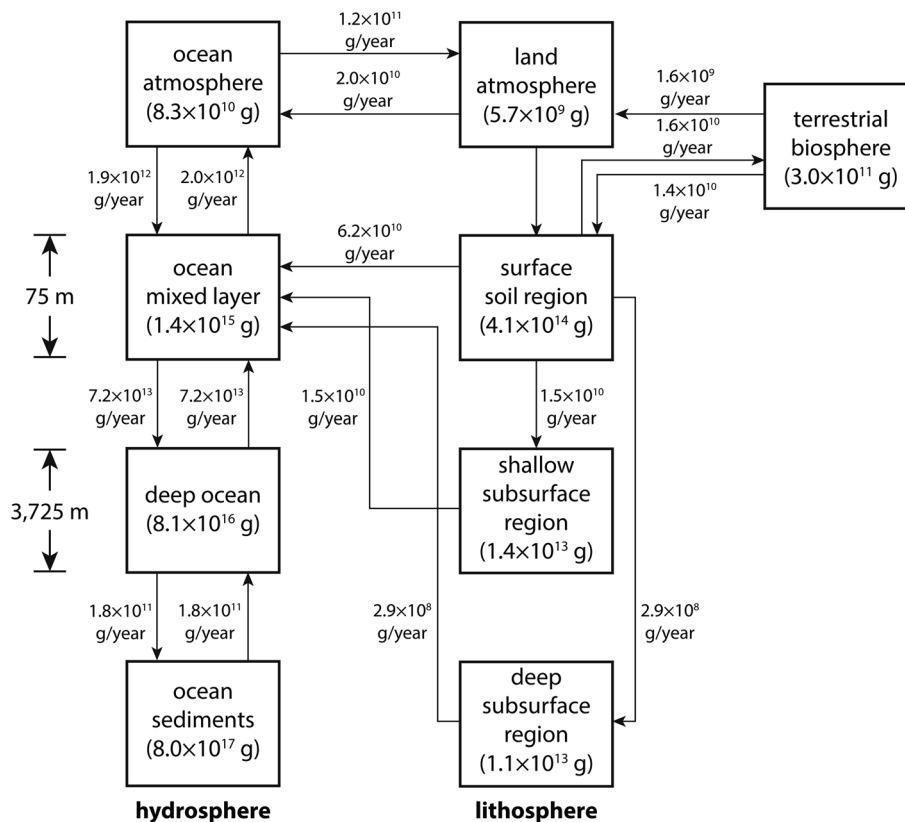 1.2×10¹¹
g/year
ocean
atmosphere
(8.3×10¹⁰ g)
2.0×10¹⁰
g/year
land
atmosphere
(5.7×10⁹ g)
1.6×10⁹
g/year
1.6×10¹⁰
g/year
terrestrial
biosphere
(3.0×10¹¹ g)
1.4×10¹⁰
g/year
1.9×10¹²
g/year
2.0×10¹²
g/year
75 m
ocean
mixed layer
(1.4×10¹⁵ g)
6.2×10¹⁰
g/year
surface
soil region
(4.1×10¹⁴ g)
7.2×10¹³
g/year
7.2×10¹³
g/year
1.5×10¹⁰
g/year
1.5×10¹⁰
g/year
3,725 m
deep ocean
(8.1×10¹⁶ g)
shallow
subsurface
region
(1.4×10¹³ g)
1.8×10¹¹
g/year
1.8×10¹¹
g/year
2.9×10⁸
g/year
2.9×10⁸
g/year
ocean
sediments
(8.0×10¹⁷ g)
deep
subsurface
region
(1.1×10¹³ g)
hydrosphere
lithosphere